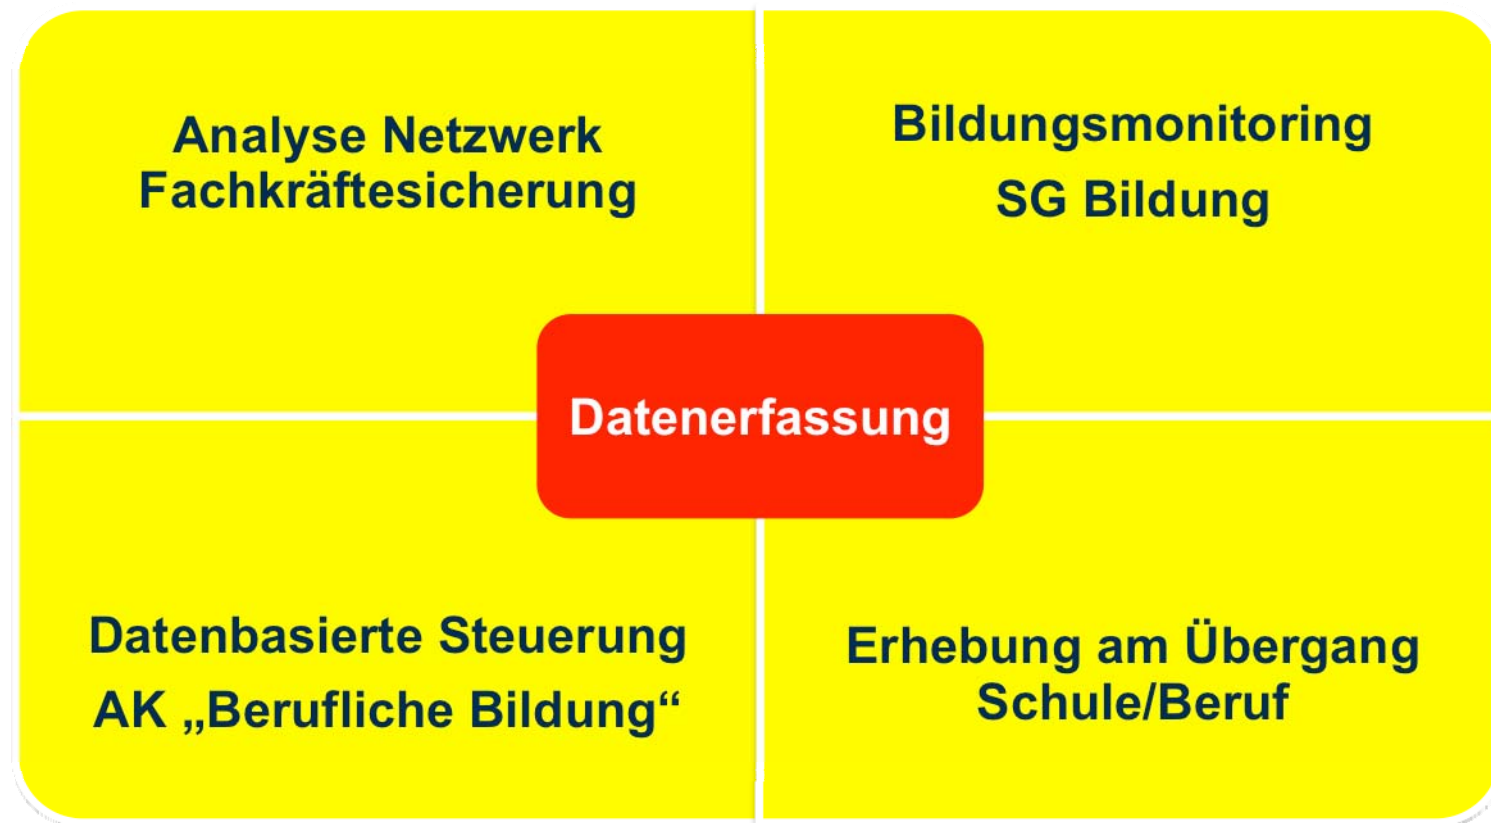 Analyse Netzwerk
Fachkräftesicherung
Bildungsmonitoring
SG Bildung
Datenerfassung
Datenbasierte Steuerung
AK „Berufliche Bildung“
Erhebung am Übergang
Schule/Beruf